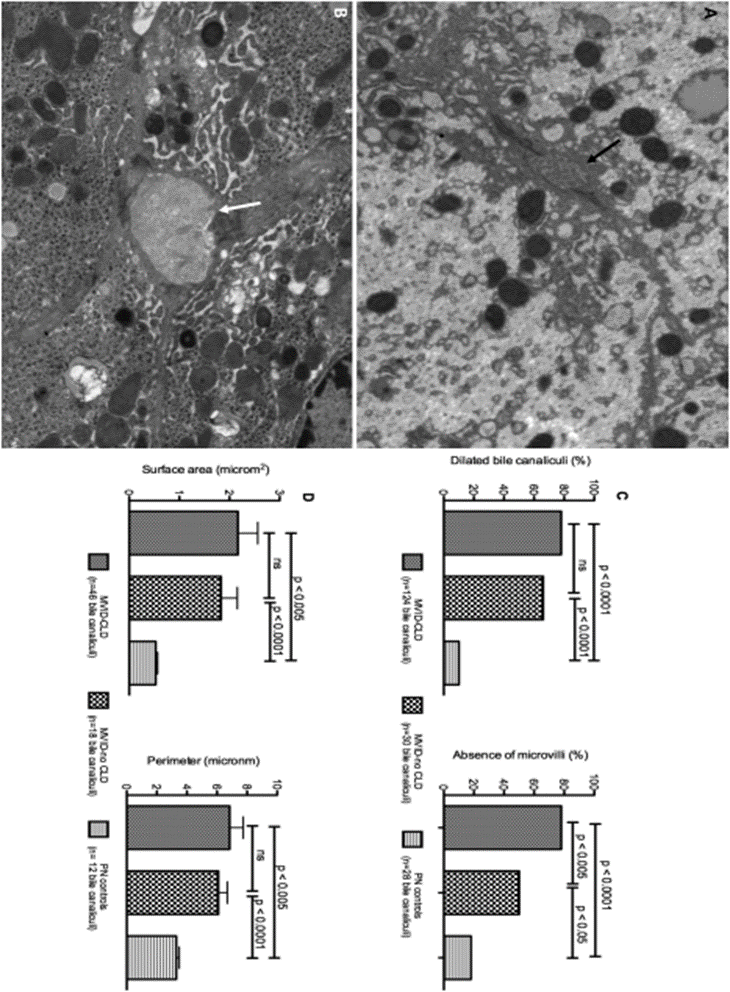 A
B
C
Dilated bile canaliculi (%)
100
80
60
40
20
0
p < 0.0001
ns
p < 0.0001
Absence of microvilli (%)
100
80
60
40
20
0
p < 0.0001
p < 0.005
p < 0.05
MVID-CLD
(n=124 bile canaliculi)
MVID-no CLD
(n=30 bile canaliculi)
PN controls
(n=28 bile canaliculi)
D
Surface area (microm²)
3
2
1
0
p < 0.005
ns
p < 0.0001
Perimeter (micronm)
10
8
6
4
2
0
p < 0.005
ns
p < 0.0001
MVID-CLD
(n=46 bile canaliculi)
MVID-no CLD
(n=18 bile canaliculi)
PN controls
(n= 12 bile canaliculi)